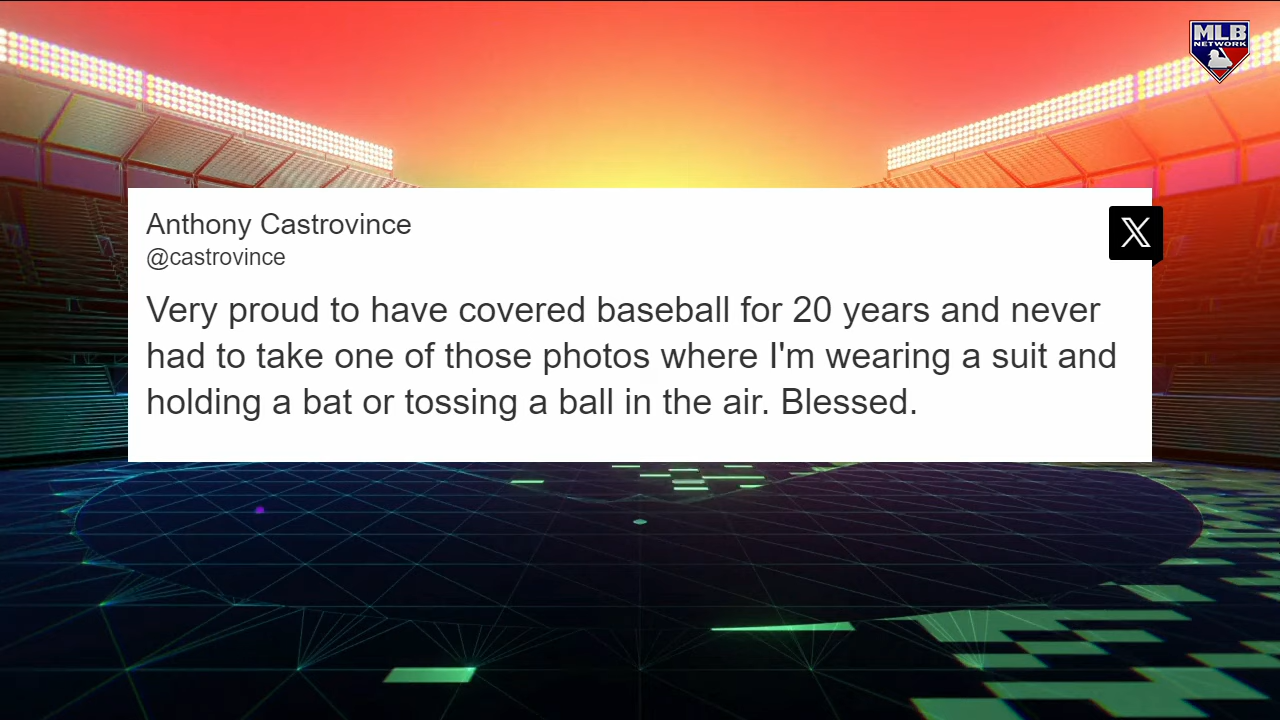 MLB
NETWORK
Anthony Castrovince
@castrovince
Very proud to have covered baseball for 20 years and never
had to take one of those photos where I'm wearing a suit and
holding a bat or tossing a ball in the air. Blessed.